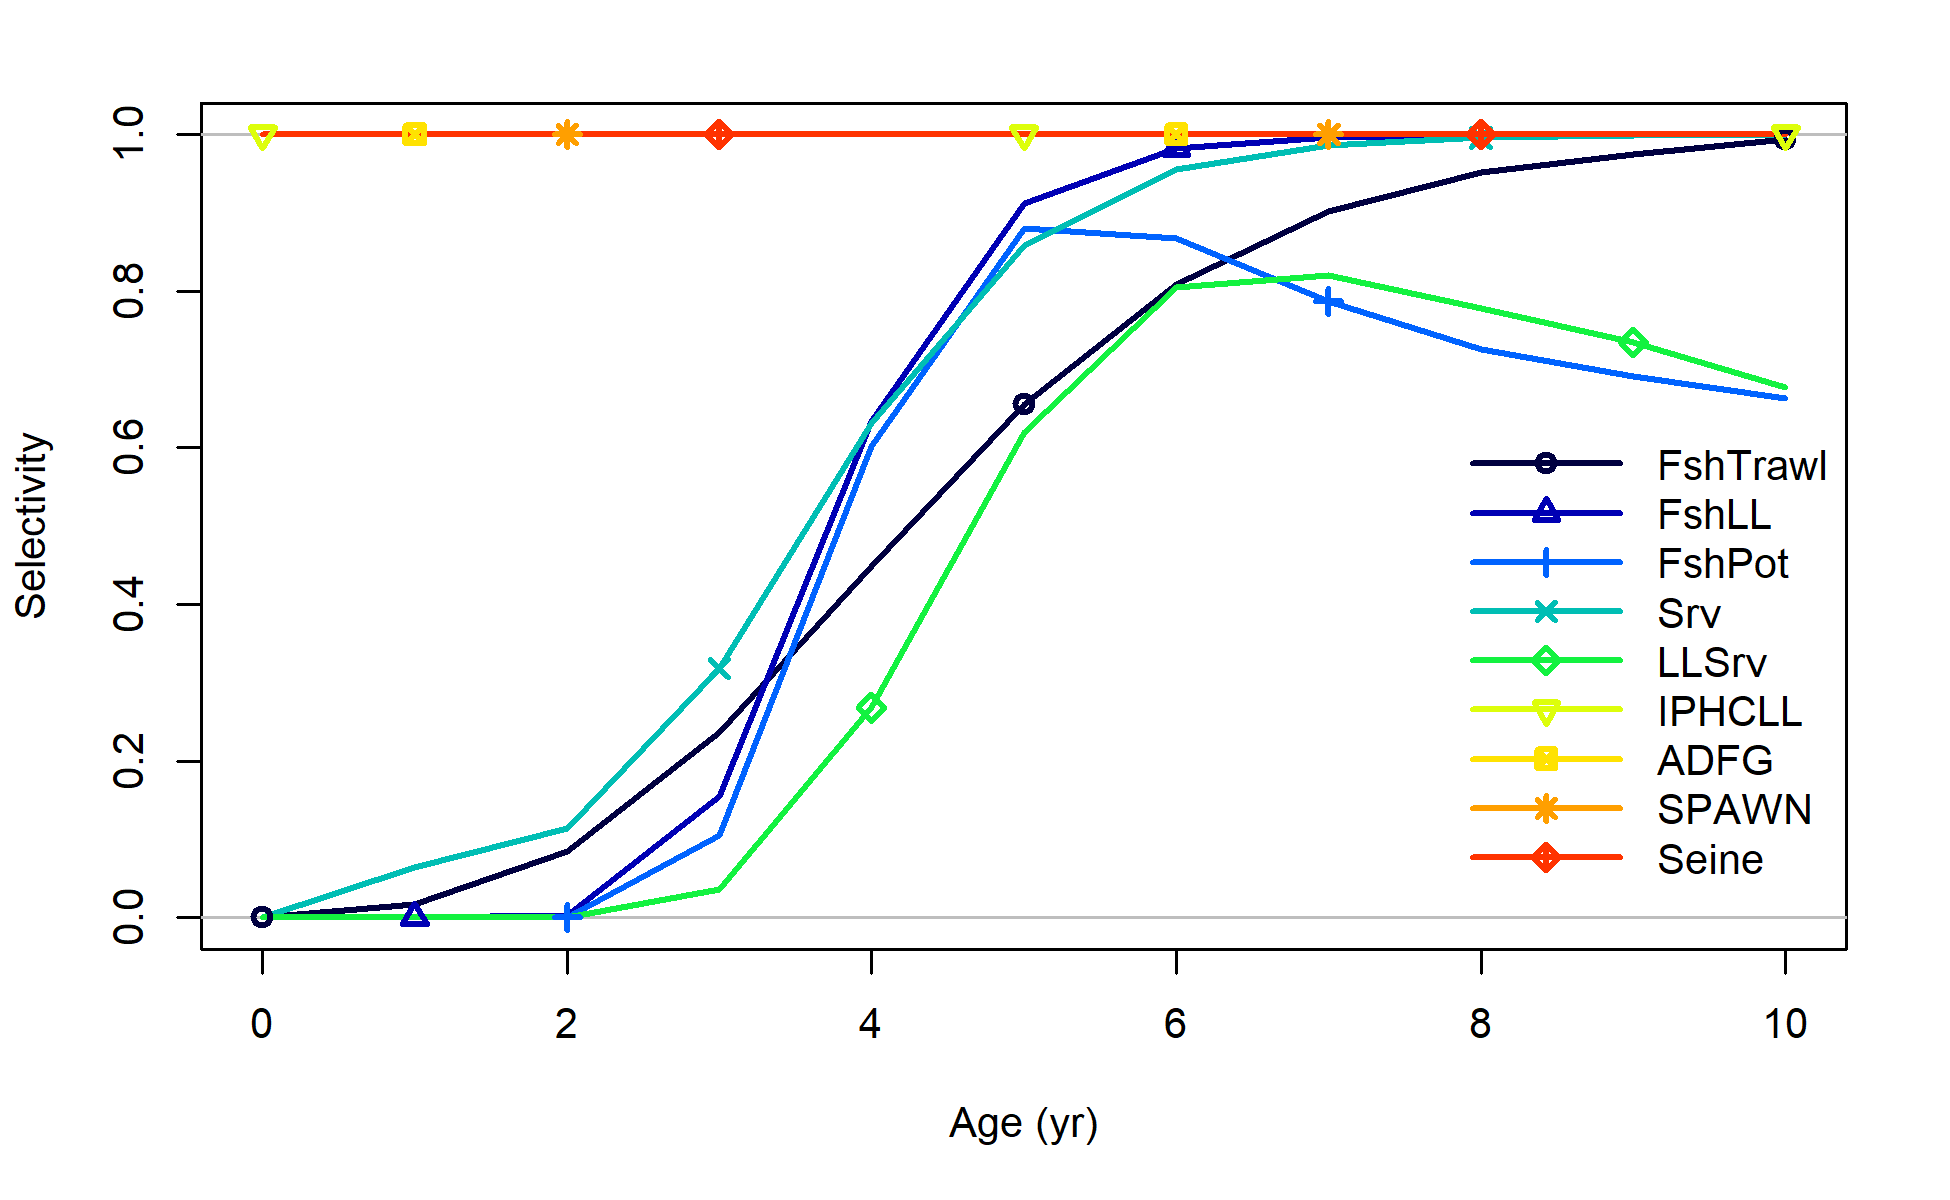 1.0
0.8
0.6
0.4
0.2
0.0
Selectivity
FshTrawl
FshLL
FshPot
Srv
LLSrv
IPHCLL
ADFG
SPAWN
Seine
0 2 4 6 8 10
Age (yr)